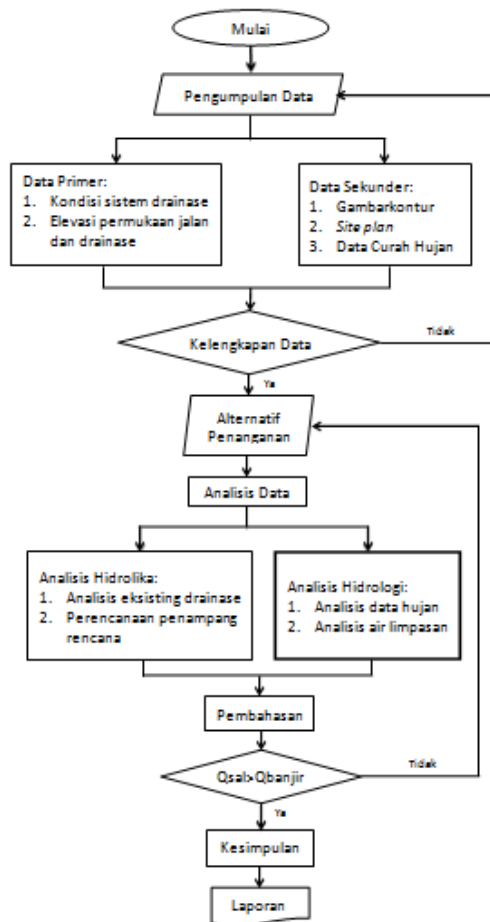 Mulai
Pengumpulan Data
Data Primer:
1. Kondisi sistem drainase
2. Elevasi permukaan jalan
dan drainase
Data Sekunder:
1. Gambarkontur
2. Site plan
3. Data Curah Hujan
Kelengkapan Data
Tidak
Ya
Alternatif
Penanganan
Analisis Data
Analisis Hidrolika:
1. Analisis eksisting drainase
2. Perencanaan penampang
rencana
Analisis Hidrologi:
1. Analisis data hujan
2. Analisis air limpasan
Pembahasan
Qsal>Qbanjir
Tidak
Ya
Kesimpulan
Laporan